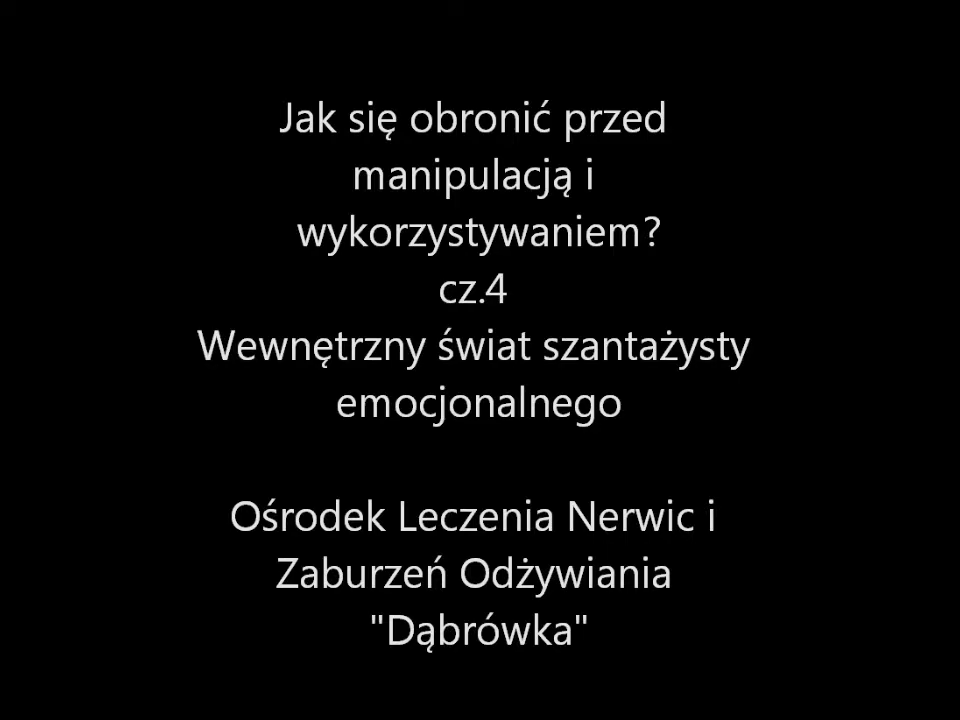 Jak się obronić przed
manipulacją i
wykorzystywaniem?
cz.4
Wewnętrzny świat szantażysty
emocjonalnego
Ośrodek Leczenia Nerwic i
Zaburzeń Odżywiania
"Dąbrówka"